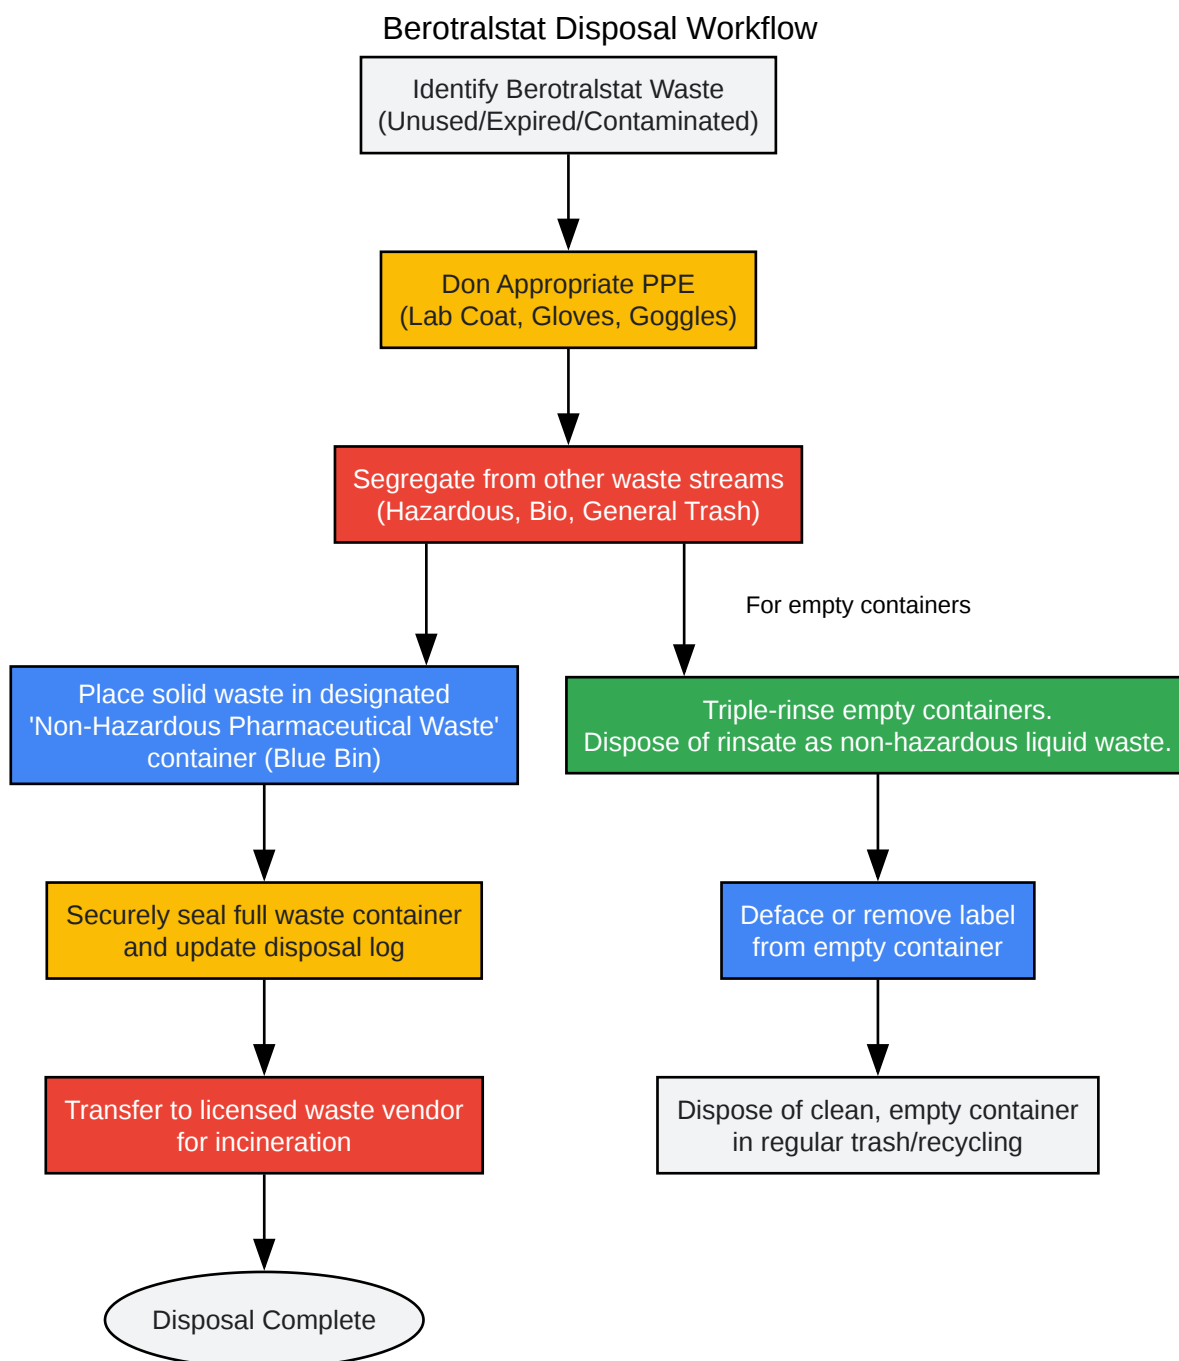 Berotralstat Disposal Workflow
Identify Berotralstat Waste
(Unused/Expired/Contaminated)
Don Appropriate PPE
(Lab Coat, Gloves, Goggles)
Segregate from other waste streams
(Hazardous, Bio, General Trash)
For empty containers
Place solid waste in designated
'Non-Hazardous Pharmaceutical Waste'
container (Blue Bin)
Triple-rinse empty containers.
Dispose of rinsate as non-hazardous liquid waste.
Securely seal full waste container
and update disposal log
Deface or remove label
from empty container
Transfer to licensed waste vendor
for incineration
Dispose of clean, empty container
in regular trash/recycling
Disposal Complete